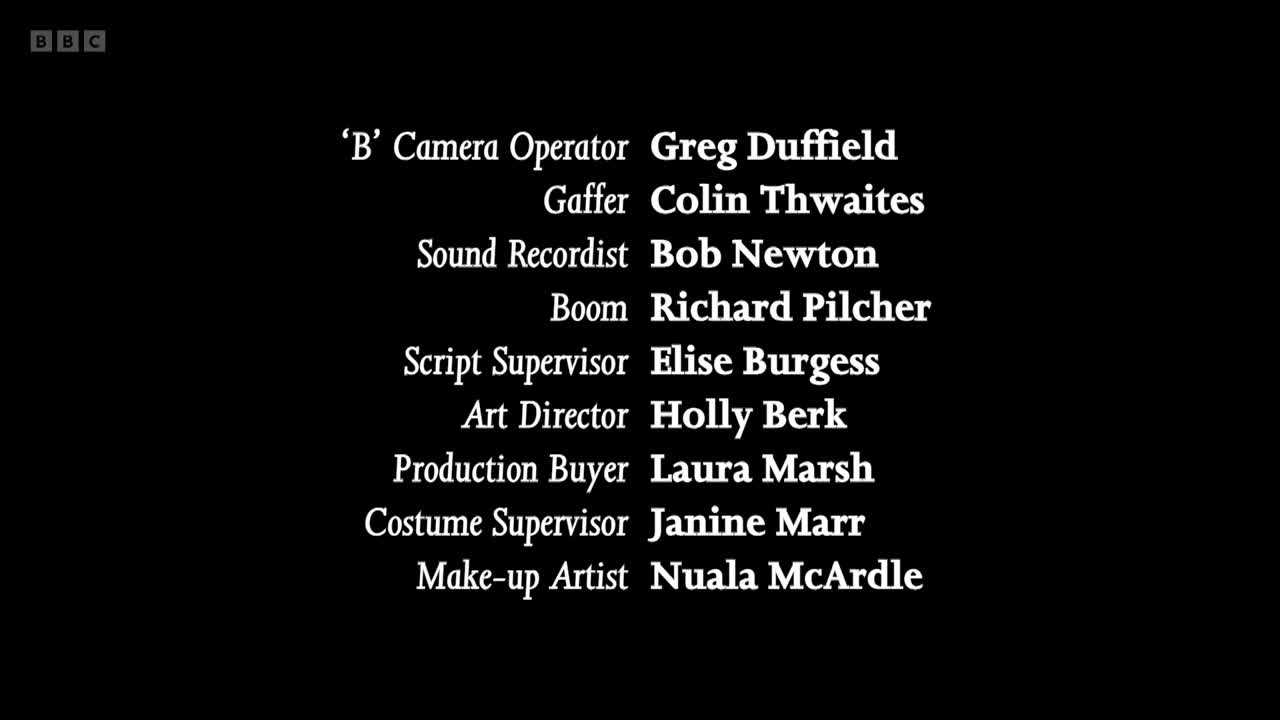 BBC
‘B’ Camera Operator Greg Duffield
Gaffer Colin Thwaites
Sound Recordist Bob Newton
Boom Richard Pilcher
Script Supervisor Elise Burgess
Art Director Holly Berk
Production Buyer Laura Marsh
Costume Supervisor Janine Marr
Make-up Artist Nuala McArdle